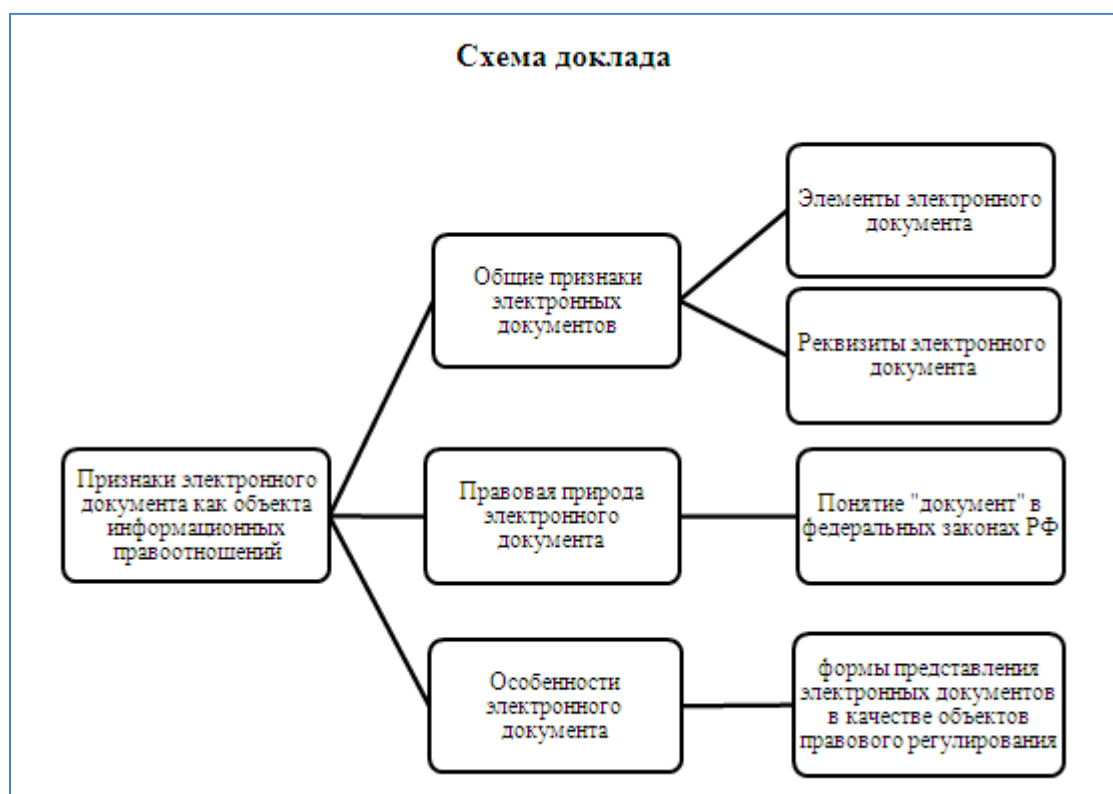 Схема доклада
Элементы электронного
документа
Общие признаки
электронных
документов
Реквизиты электронного
документа
Признаки электронного
документа как объекта
информационных
правоотношений
Правовая природа
электронного
документа
Понятие "документ" в
федеральных законах РФ
Особенности
электронного
документа
формы представления
электронных документов
в качестве объектов
правового регулирования